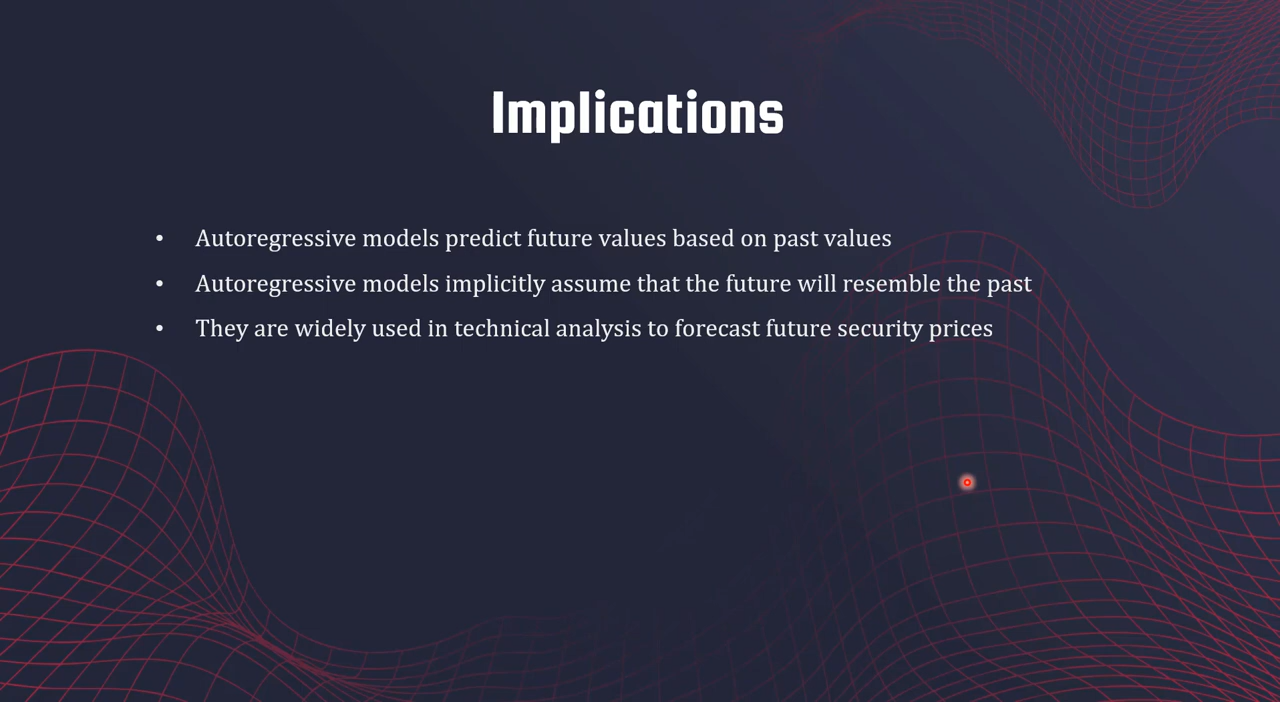 Implications
• Autoregressive models predict future values based on past values
• Autoregressive models implicitly assume that the future will resemble the past
• They are widely used in technical analysis to forecast future security prices